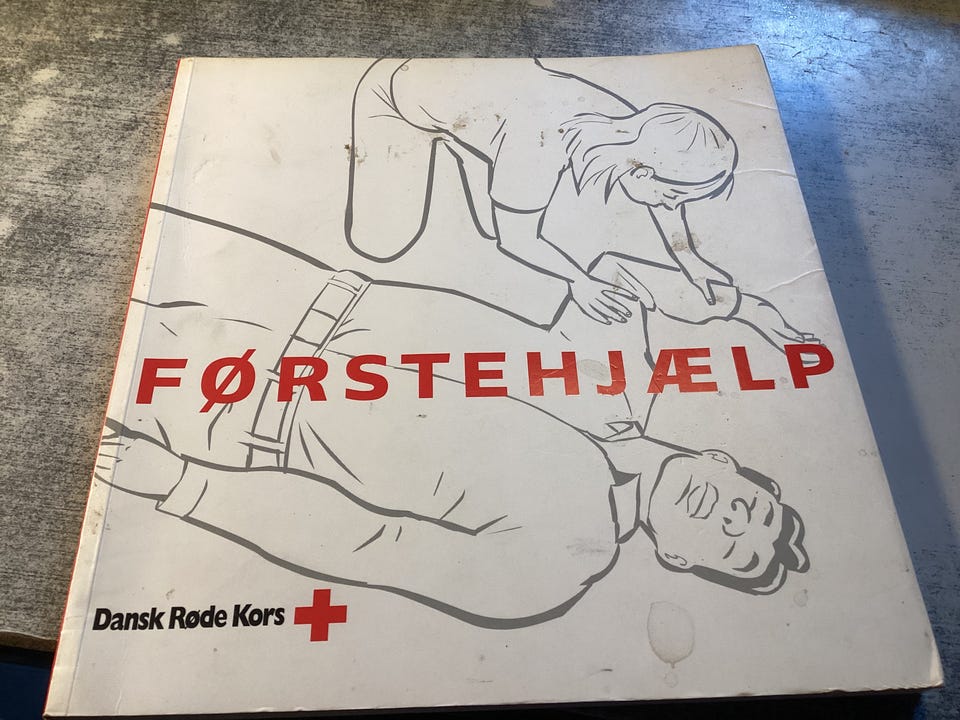 FØRSTEHJÆLP
Dansk Røde Kors